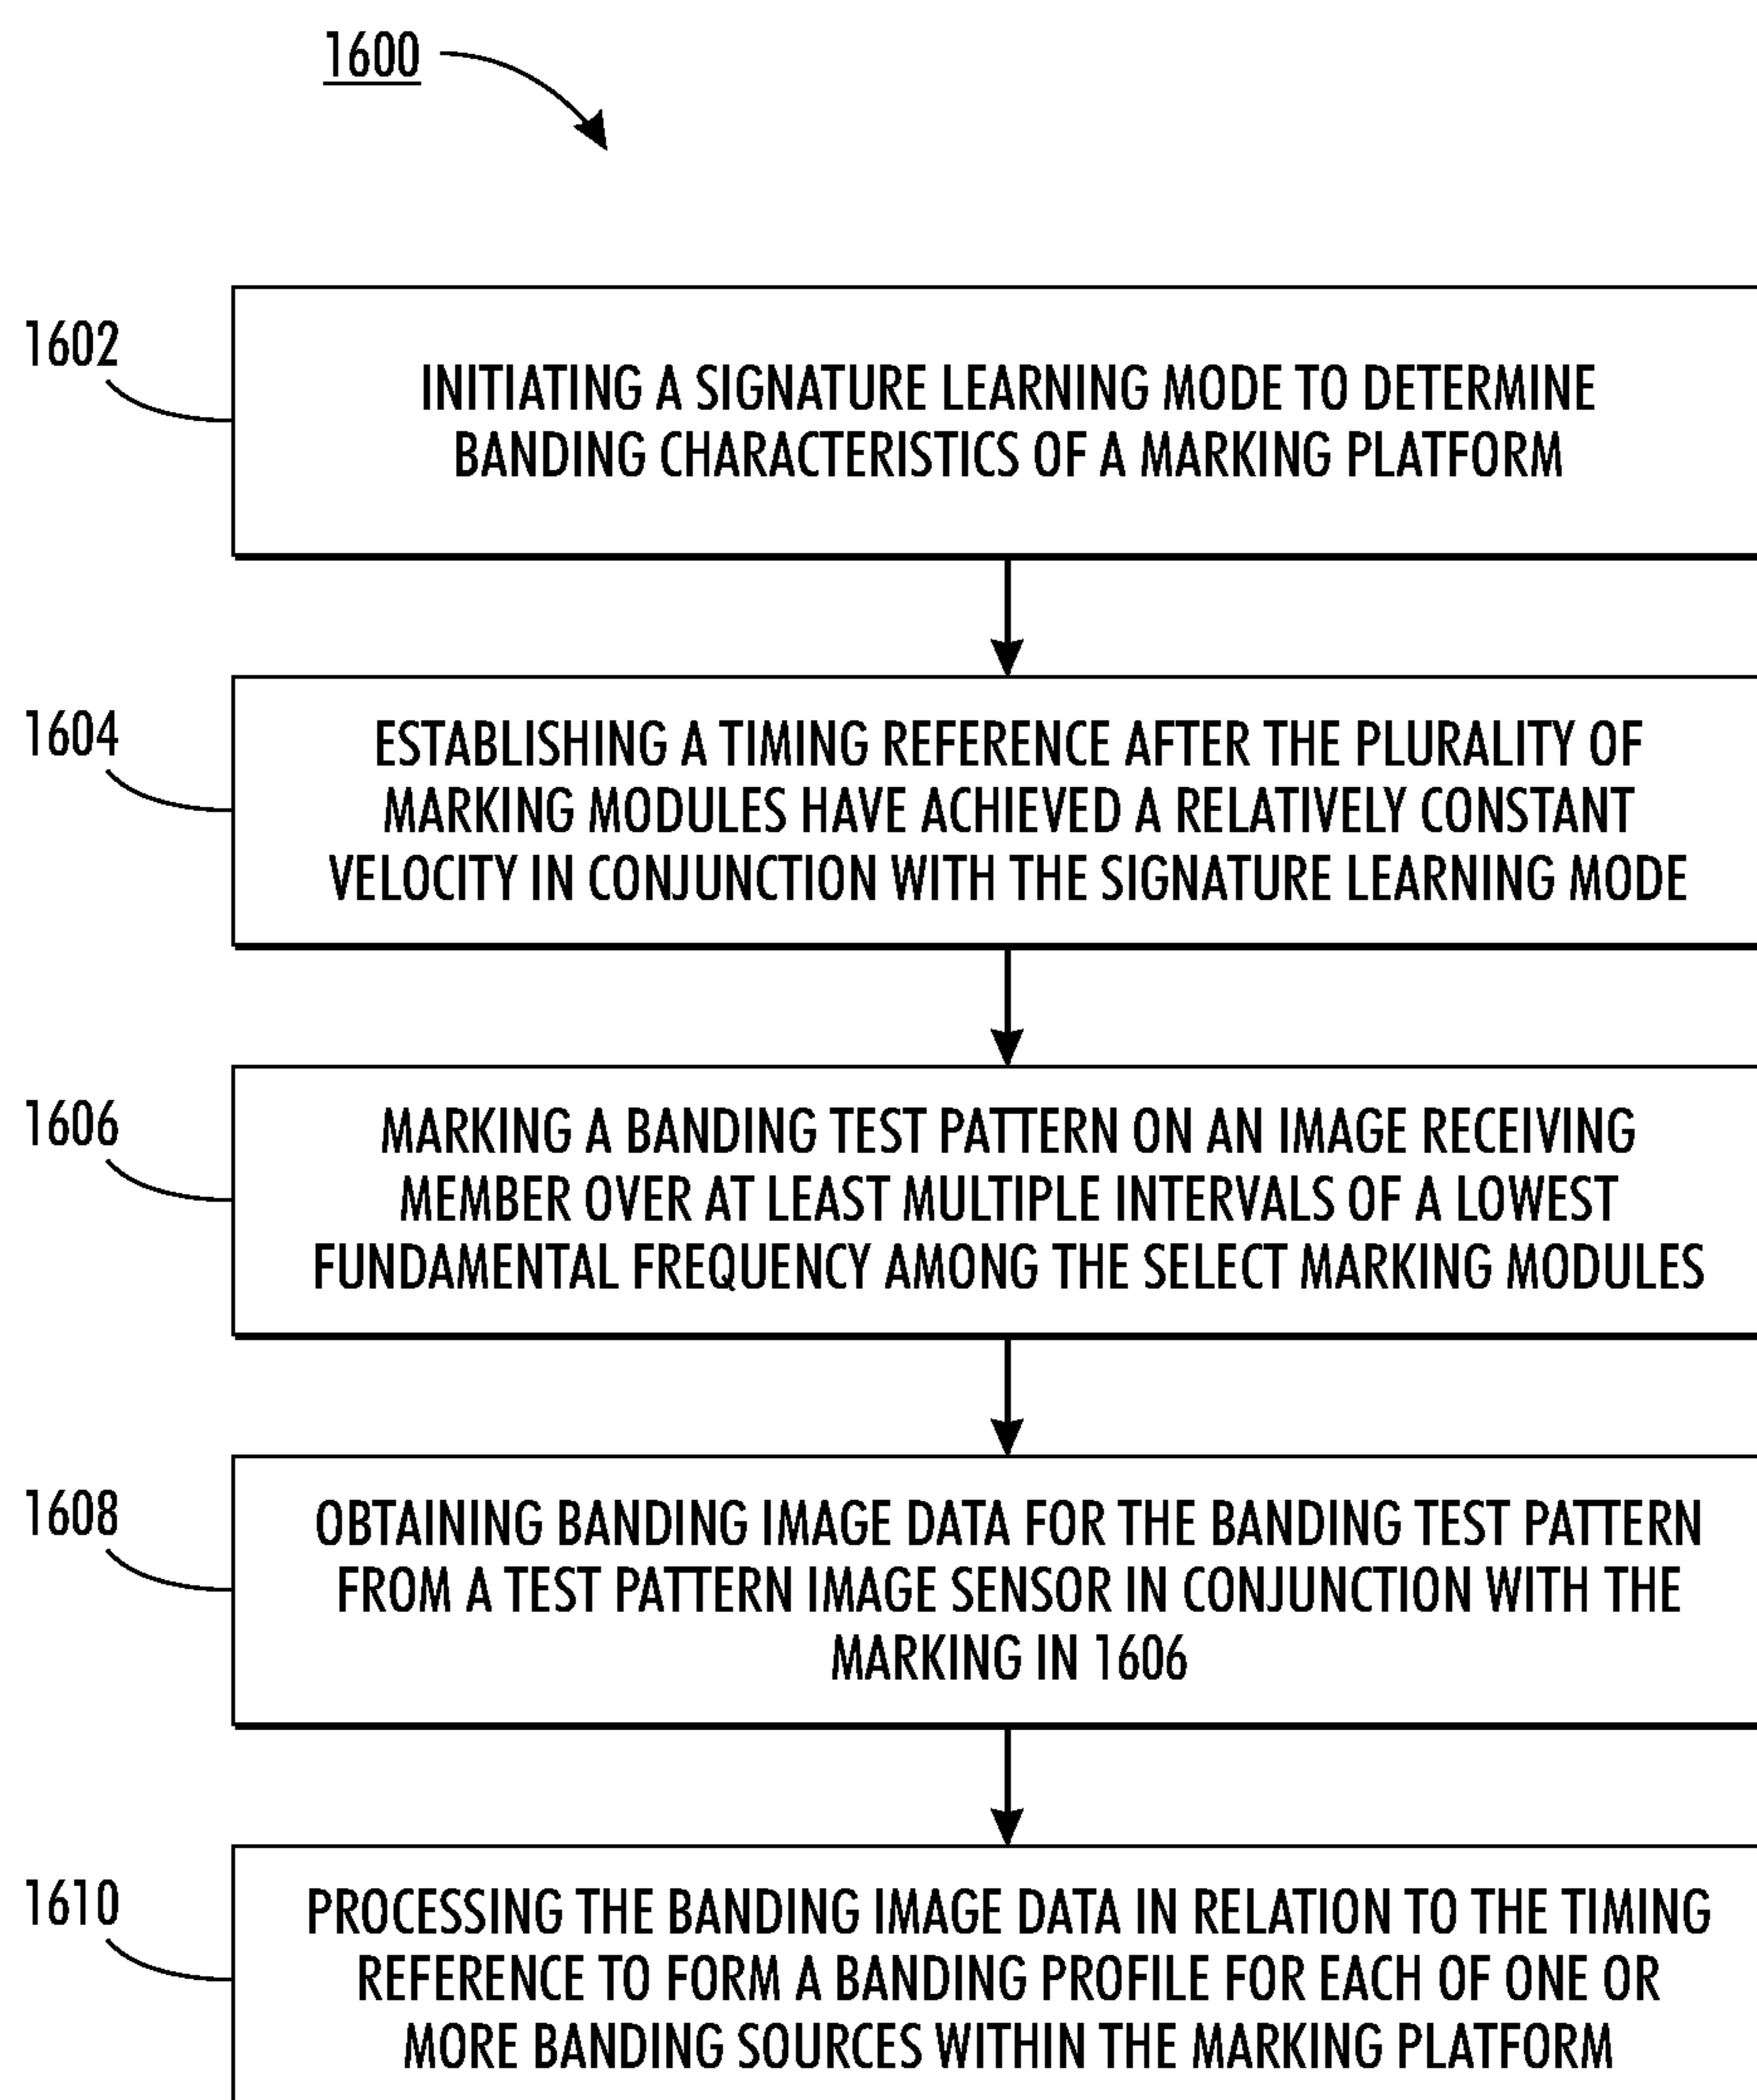 1600
1602
INITIATING A SIGNATURE LEARNING MODE TO DETERMINE
BANDING CHARACTERISTICS OF A MARKING PLATFORM
1604
ESTABLISHING A TIMING REFERENCE AFTER THE PLURALITY OF
MARKING MODULES HAVE ACHIEVED A RELATIVELY CONSTANT
VELOCITY IN CONJUNCTION WITH THE SIGNATURE LEARNING MODE
1606
MARKING A BANDING TEST PATTERN ON AN IMAGE RECEIVING
MEMBER OVER AT LEAST MULTIPLE INTERVALS OF A LOWEST
FUNDAMENTAL FREQUENCY AMONG THE SELECT MARKING MODULES
1608
OBTAINING BANDING IMAGE DATA FOR THE BANDING TEST PATTERN
FROM A TEST PATTERN IMAGE SENSOR IN CONJUNCTION WITH THE
MARKING IN 1606
1610
PROCESSING THE BANDING IMAGE DATA IN RELATION TO THE TIMING
REFERENCE TO FORM A BANDING PROFILE FOR EACH OF ONE OR
MORE BANDING SOURCES WITHIN THE MARKING PLATFORM